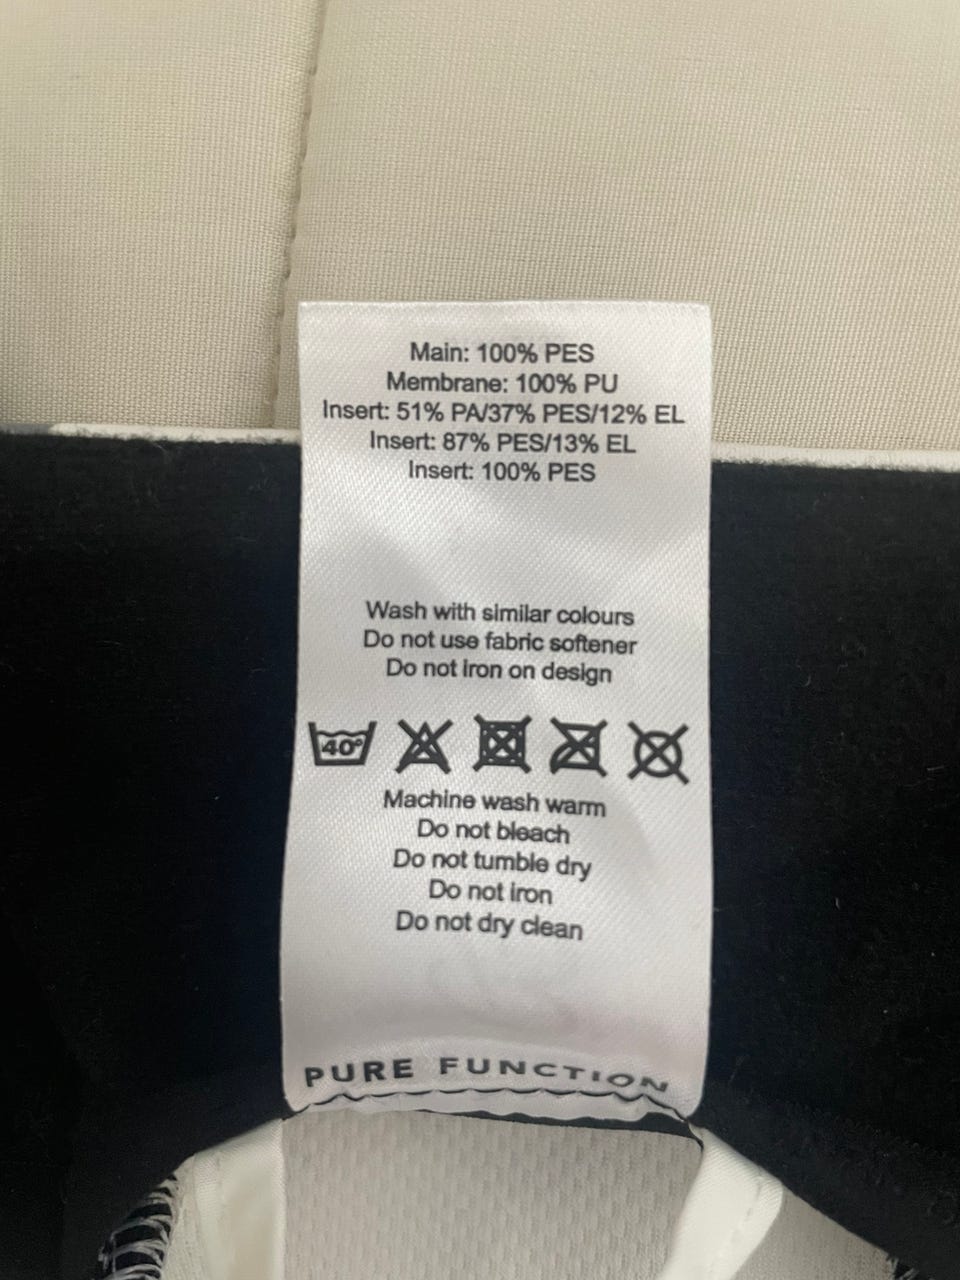 Main: 100% PES
Membrane: 100% PU
Insert: 51% PA/37% PES/12% EL
Insert: 87% PES/13% EL
Insert: 100% PES
Wash with similar colours
Do not use fabric softener
Do not iron on design
40°
Machine wash warm
Do not bleach
Do not tumble dry
Do not iron
Do not dry clean
PURE FUNCTION